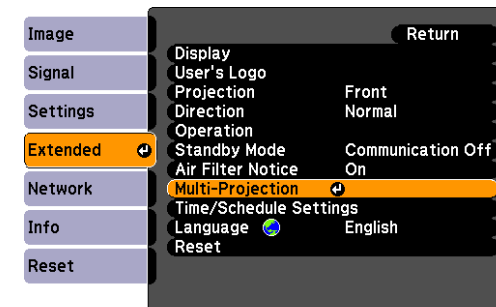 Image
Signal
Settings
Extended
Network
Info
Reset
Return
Display
User's Logo
Projection Front
Direction Normal
Operation
Standby Mode Communication Off
Air Filter Notice On
Multi-Projection
Time/Schedule Settings
Language English
Reset